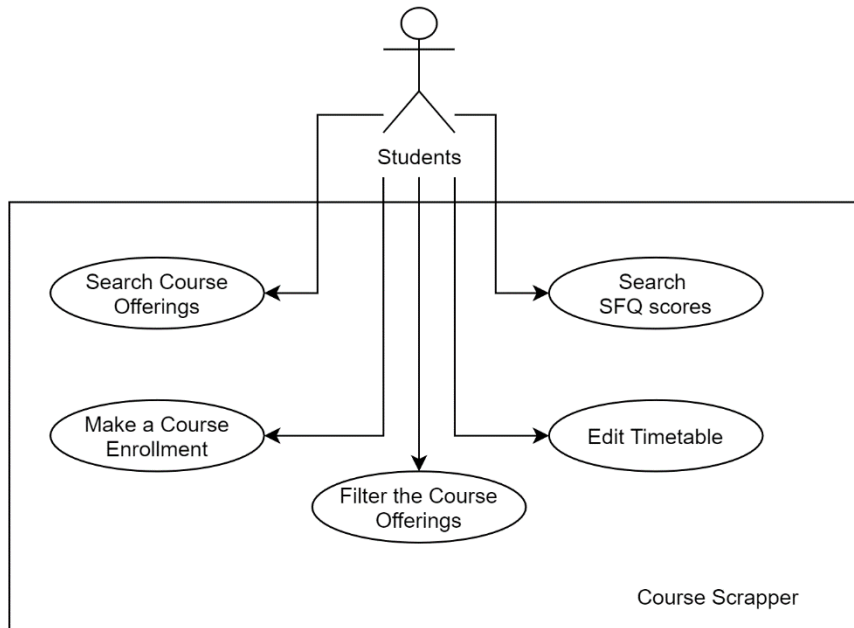 Students
Search Course
Offerings
Search
SFQ scores
Make a Course
Enrollment
Edit Timetable
Filter the Course
Offerings
Course Scrapper